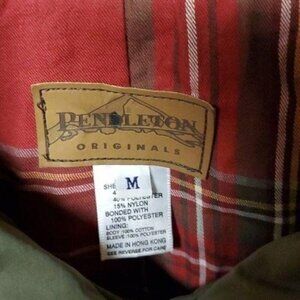 PENDLETON
ORIGINALS
M
SHE
15% NYLON
BONDED WITH
100% POLYESTER
LINING:
BODY/100% COTTON
SLEEVE/100% POLYESTER
MADE IN HONG KONG
SEE REVERSE FOR CARE